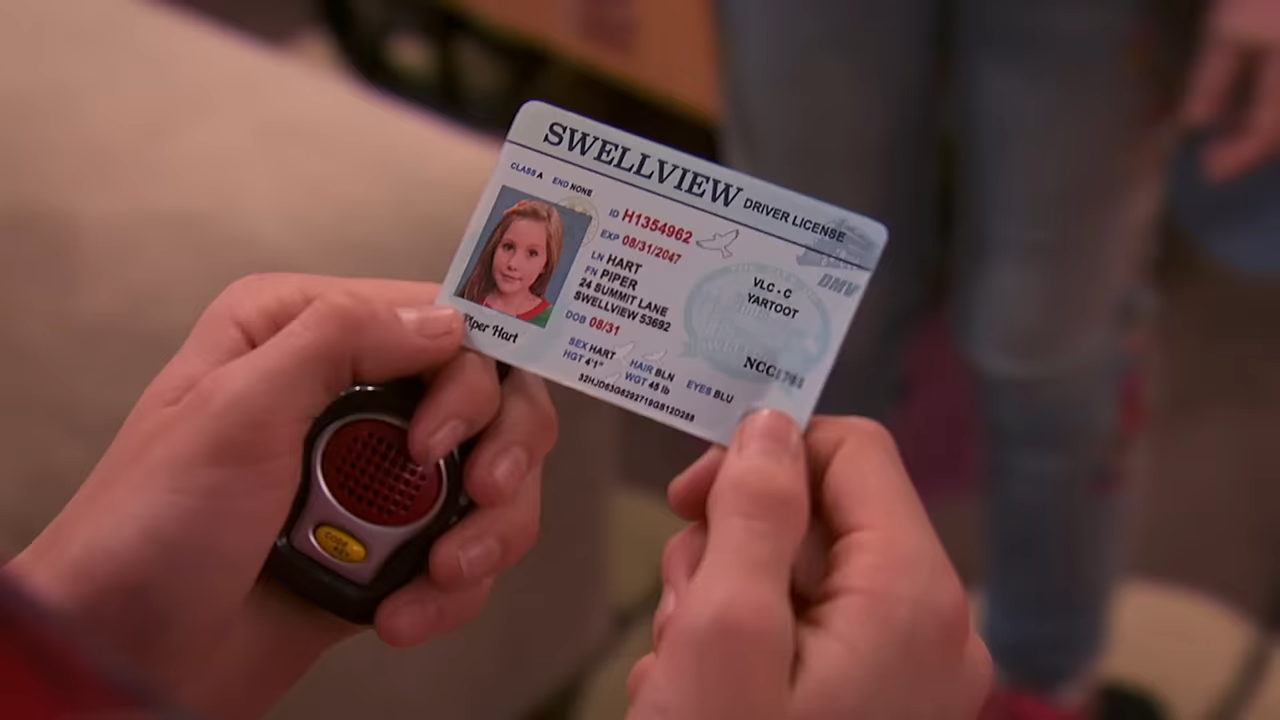 SWELLVIEW DRIVER LICENSE
CLASS A END NONE
ID H1354962
EXP 08/31/2047
LN HART
FN PIPER
24 SUMMIT LANE
SWELLVIEW 53692
DOB 08/31
SEX HART HAIR BLN EYES BLU
HGT 4'1" WGT 45 lb
32HJD63G6292719GS12D288
Piper Hart
DMV
VLC - C
YARTOOT
CODE
KEY